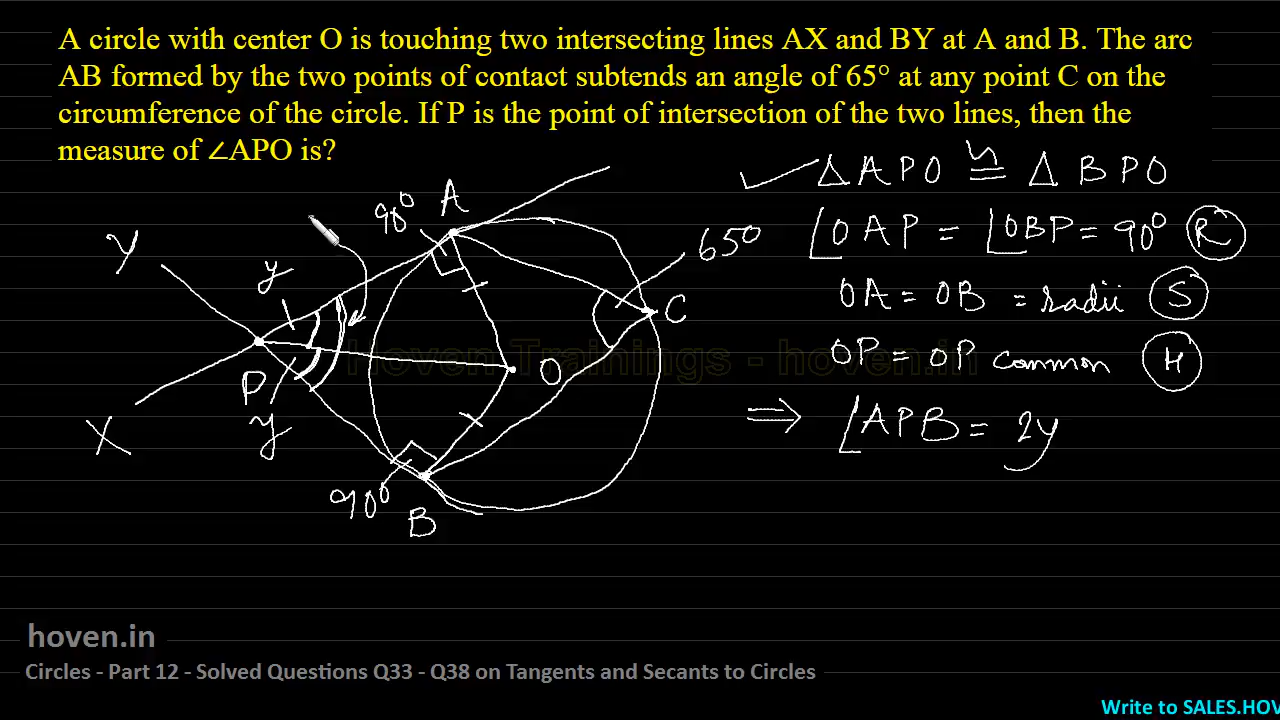 A circle with center O is touching two intersecting lines AX and BY at A and B. The arc
AB formed by the two points of contact subtends an angle of 65° at any point C on the
circumference of the circle. If P is the point of intersection of the two lines, then the
measure of ∠APO is?
△APO ≅ △BPO
∠OAP = ∠OBP = 90° R
OA = OB = radii S
OP = OP common H
⇒ ∠APB = 2y
A
90°
65°
Y
y
C
P
O
X
y
90°
B
Hoven Trainings - hoven.in
hoven.in
Circles - Part 12 - Solved Questions Q33 - Q38 on Tangents and Secants to Circles
Write to SALES.HOV